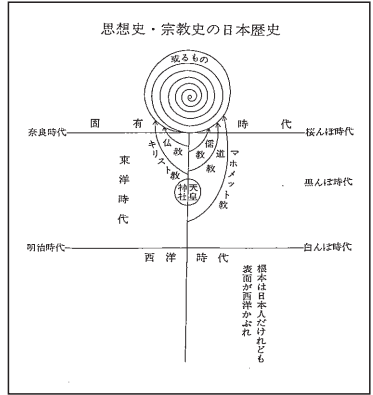 思想史・宗教史の日本歴史
或るもの
固有時代
奈良時代
桜んぼ時代
仏教
儒教
キリスト教
道教
マホメット教
東洋時代
神社
天皇
黒んぼ時代
明治時代
白んぼ時代
西洋時代
根本は日本人だけれども
表面が西洋かぶれ